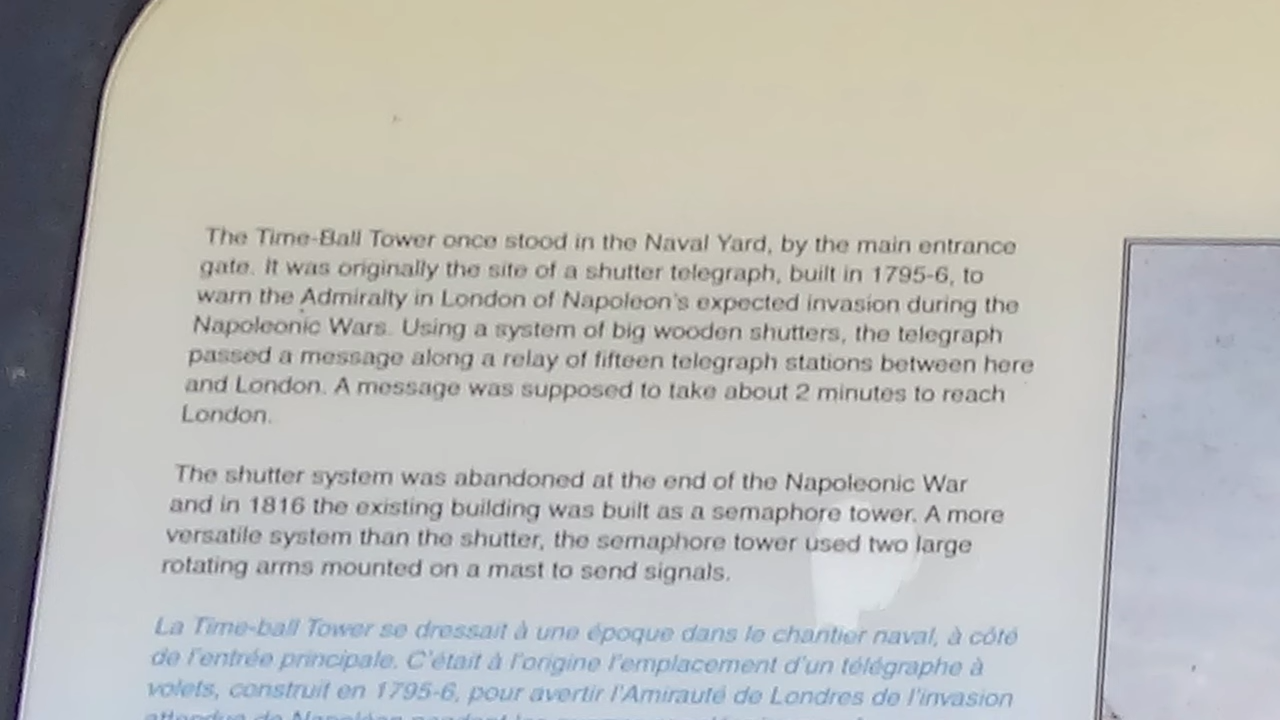 The Time-Ball Tower once stood in the Naval Yard, by the main entrance
gate. It was originally the site of a shutter telegraph, built in 1795-6, to
warn the Admiralty in London of Napoleon's expected invasion during the
Napoleonic Wars. Using a system of big wooden shutters, the telegraph
passed a message along a relay of fifteen telegraph stations between here
and London. A message was supposed to take about 2 minutes to reach
London.
The shutter system was abandoned at the end of the Napoleonic War
and in 1816 the existing building was built as a semaphore tower. A more
versatile system than the shutter, the semaphore tower used two large
rotating arms mounted on a mast to send signals.
La Time-ball Tower se dressait à une époque dans le chantier naval, à côté
de l'entrée principale. C'était à l'origine l'emplacement d'un télégraphe à
volets, construit en 1795-6, pour avertir l'Amirauté de Londres de l'invasion
attendue de Napoléon pendant les